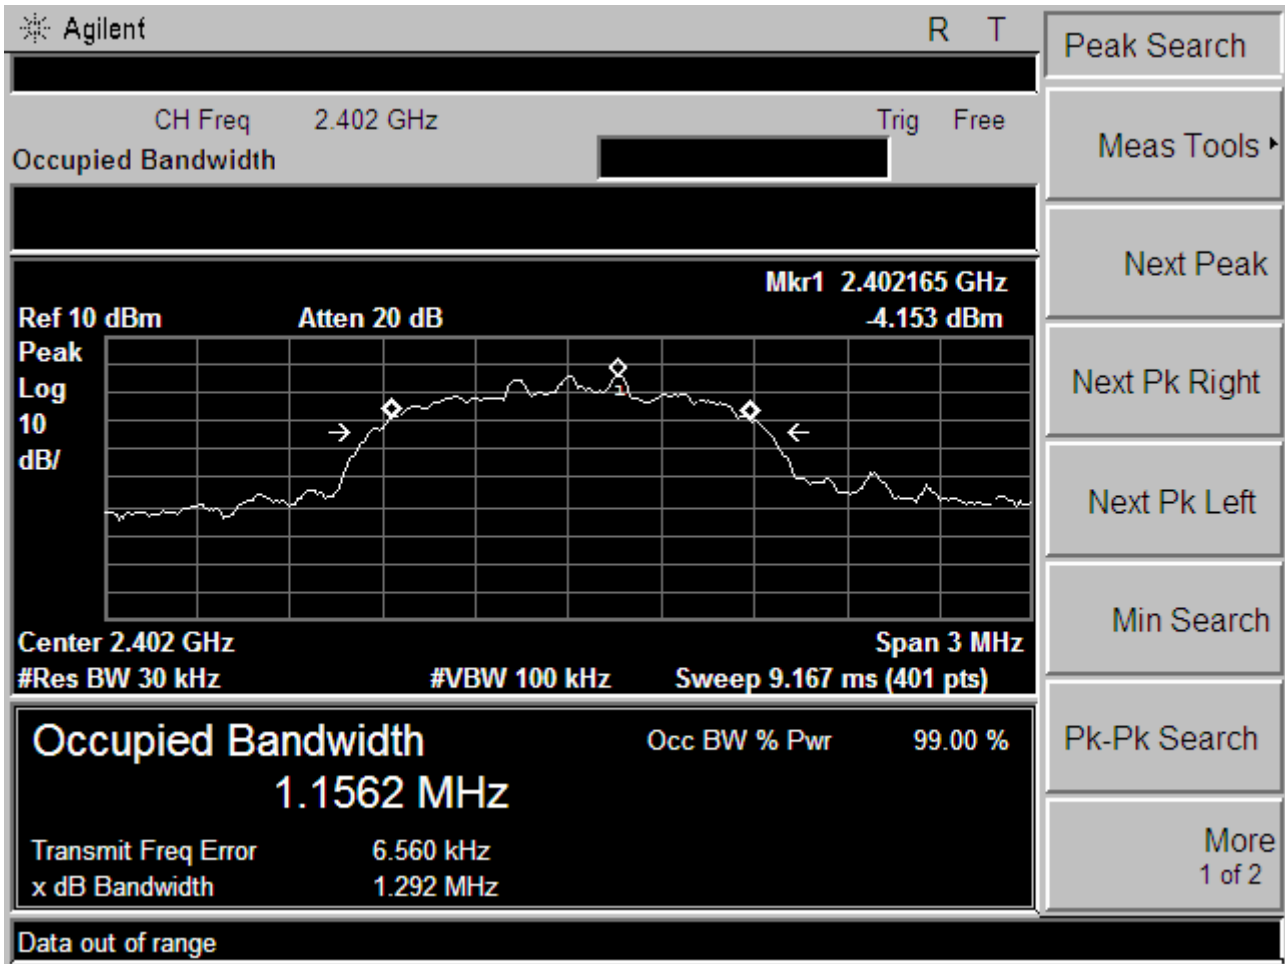 Agilent R T
Peak Search
CH Freq 2.402 GHz Trig Free
Occupied Bandwidth
Meas Tools
Next Peak
Mkr1 2.402165 GHz
Ref 10 dBm Atten 20 dB -4.153 dBm
Peak
Log
10
dB/
1
Next Pk Right
Next Pk Left
Center 2.402 GHz Span 3 MHz
#Res BW 30 kHz #VBW 100 kHz Sweep 9.167 ms (401 pts)
Min Search
Occupied Bandwidth Occ BW % Pwr 99.00 %
1.1562 MHz
Pk-Pk Search
Transmit Freq Error 6.560 kHz
x dB Bandwidth 1.292 MHz
More
1 of 2
Data out of range